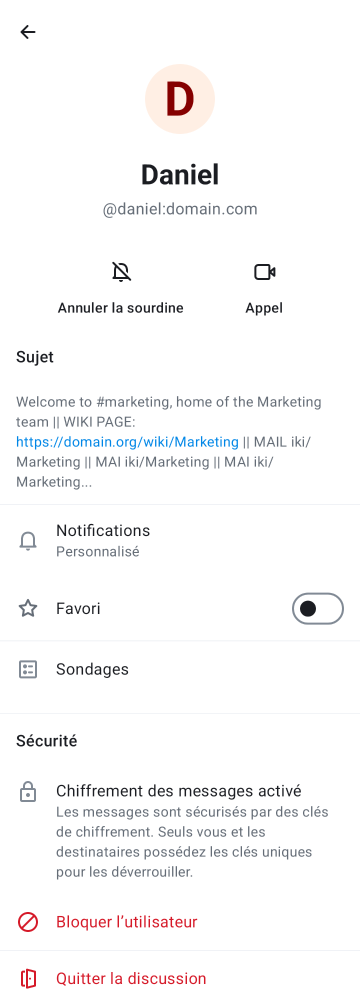 D
Daniel
@daniel:domain.com
Annuler la sourdine
Appel
Sujet
Welcome to #marketing, home of the Marketing
team || WIKI PAGE:
https://domain.org/wiki/Marketing || MAIL iki/
Marketing || MAI iki/Marketing || MAI iki/
Marketing...
Notifications
Personnalisé
Favori
Sondages
Sécurité
Chiffrement des messages activé
Les messages sont sécurisés par des clés
de chiffrement. Seuls vous et les
destinataires possédez les clés uniques
pour les déverrouiller.
Bloquer l’utilisateur
Quitter la discussion